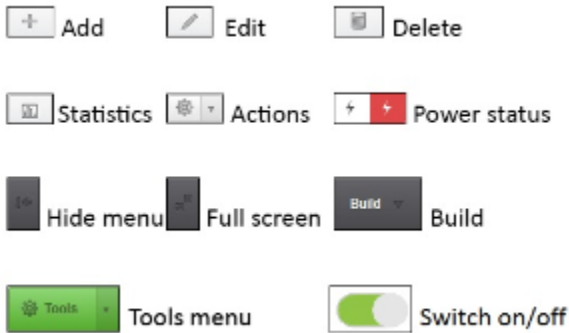 Add Edit Delete
Statistics Actions Power status
Hide menu Full screen Build Build
Tools Tools menu Switch on/off